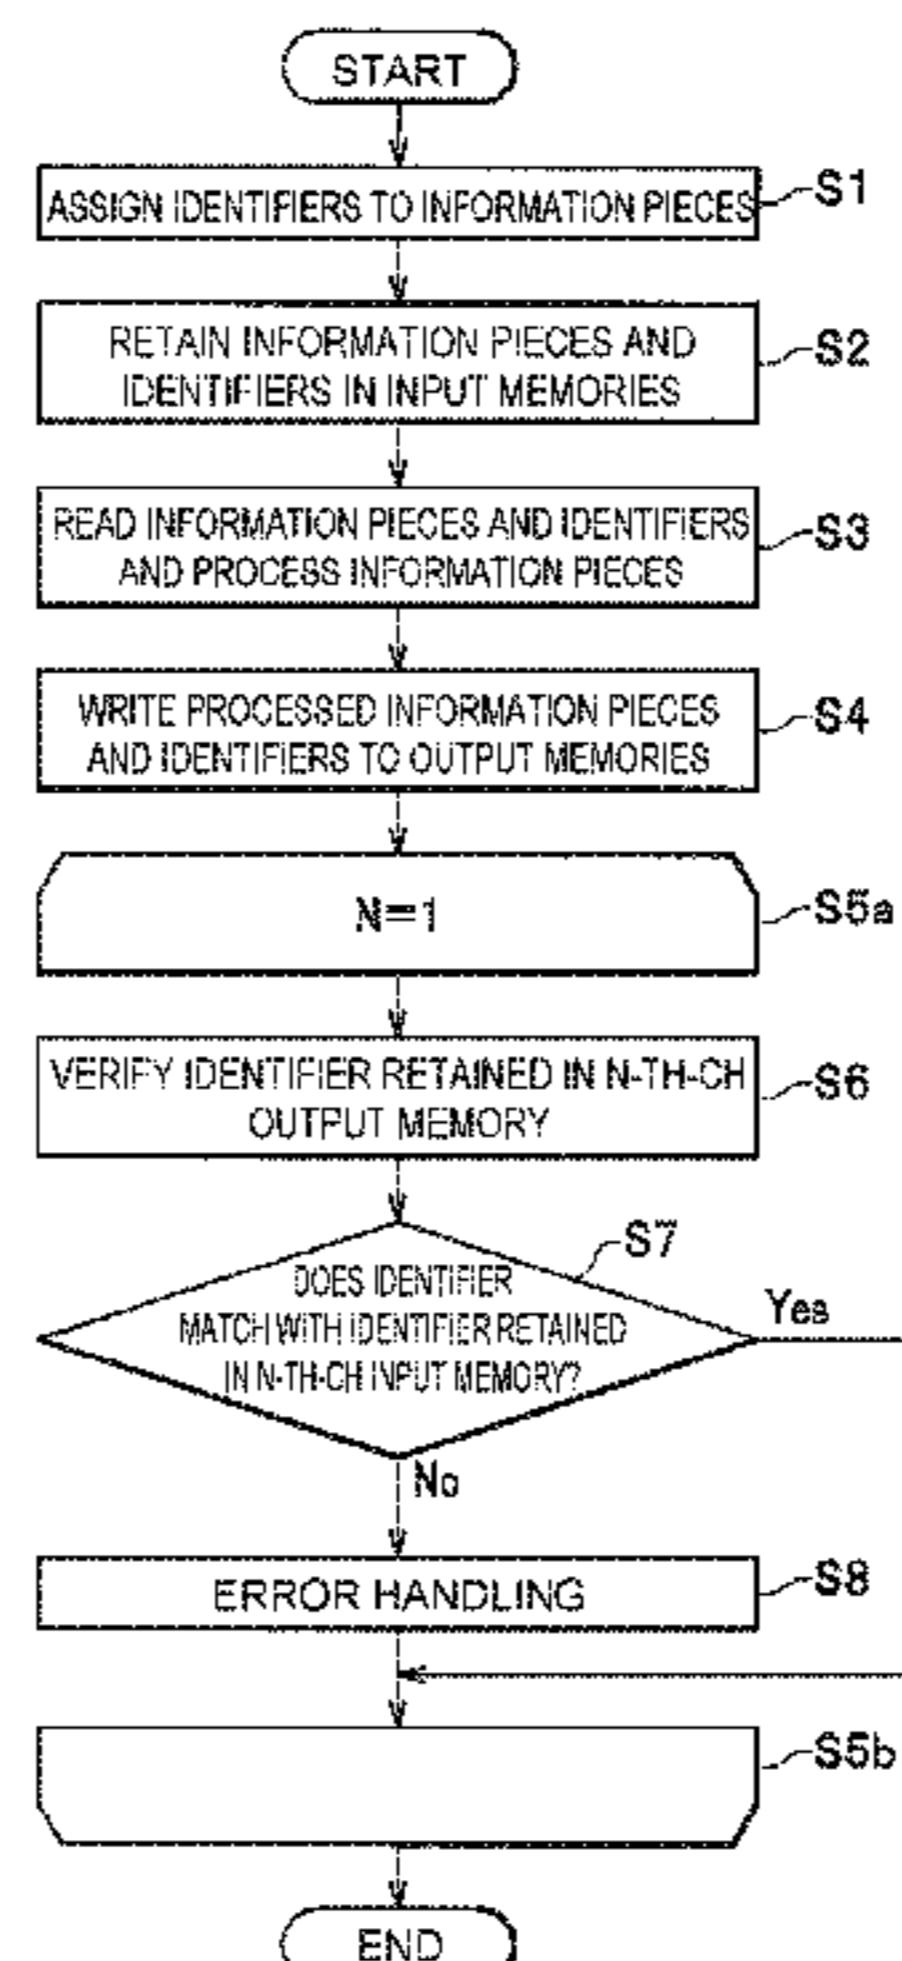 START
ASSIGN IDENTIFIERS TO INFORMATION PIECES
S1
RETAIN INFORMATION PIECES AND
IDENTIFIERS IN INPUT MEMORIES
S2
READ INFORMATION PIECES AND IDENTIFIERS
AND PROCESS INFORMATION PIECES
S3
WRITE PROCESSED INFORMATION PIECES
AND IDENTIFIERS TO OUTPUT MEMORIES
S4
N=1
S5a
VERIFY IDENTIFIER RETAINED IN N-TH-CH
OUTPUT MEMORY
S6
S7
DOES IDENTIFIER
MATCH WITH IDENTIFIER RETAINED
IN N-TH-CH INPUT MEMORY?
Yes
No
ERROR HANDLING
S8
S5b
END